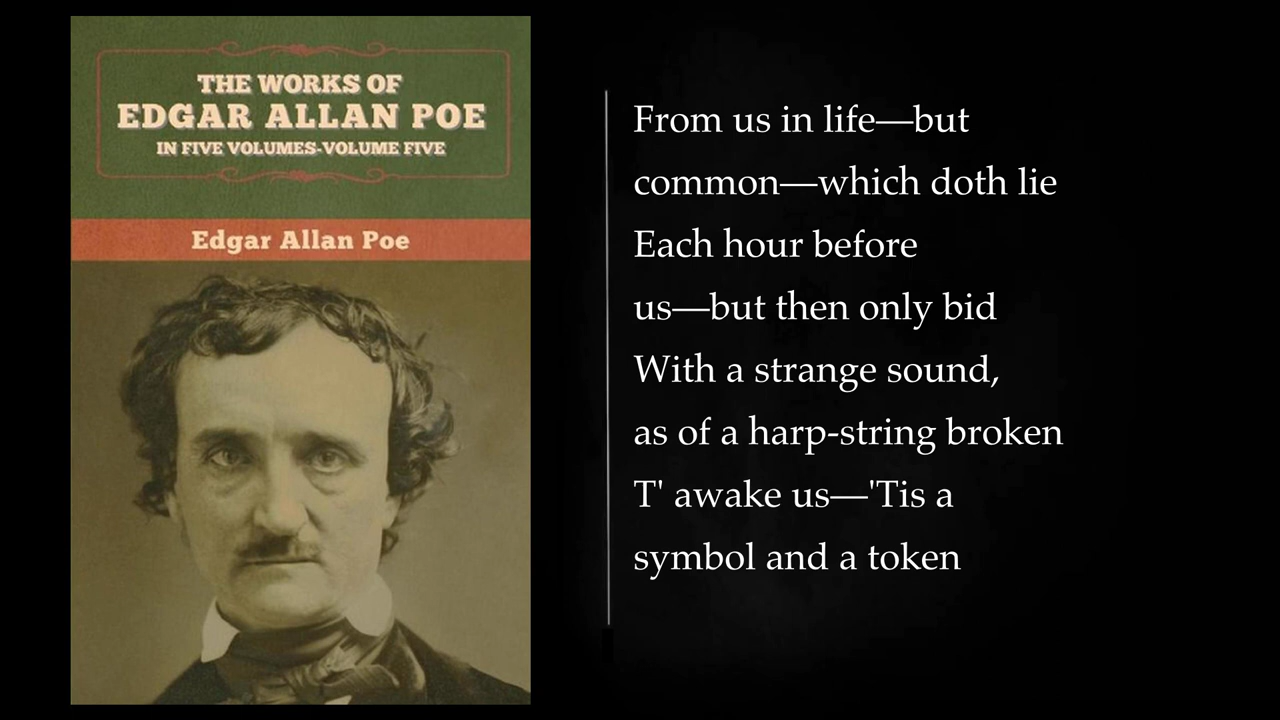 THE WORKS OF
EDGAR ALLAN POE
IN FIVE VOLUMES-VOLUME FIVE
Edgar Allan Poe
From us in life—but
common—which doth lie
Each hour before
us—but then only bid
With a strange sound,
as of a harp-string broken
T' awake us—'Tis a
symbol and a token